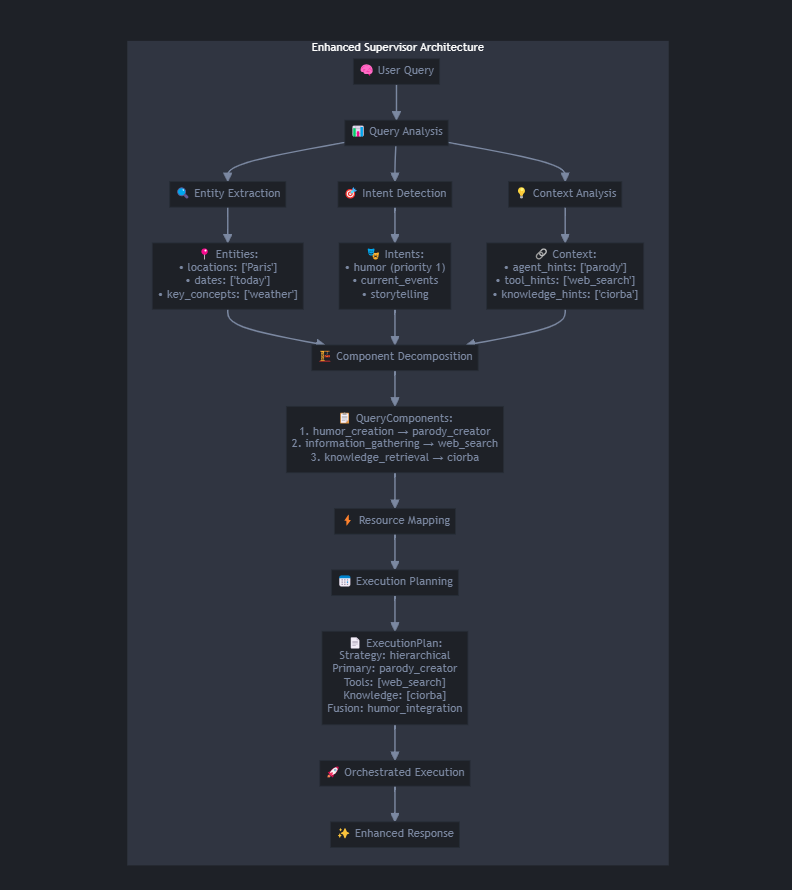 Enhanced Supervisor Architecture
🧠 User Query
📊 Query Analysis
🔍 Entity Extraction
🎯 Intent Detection
💡 Context Analysis
📍 Entities:
• locations: ['Paris']
• dates: ['today']
• key_concepts: ['weather']
🎭 Intents:
• humor (priority 1)
• current_events
• storytelling
🔗 Context:
• agent_hints: ['parody']
• tool_hints: ['web_search']
• knowledge_hints: ['ciorba']
🏗️ Component Decomposition
📋 QueryComponents:
1. humor_creation → parody_creator
2. information_gathering → web_search
3. knowledge_retrieval → ciorba
⚡ Resource Mapping
🗓️ Execution Planning
📄 ExecutionPlan:
Strategy: hierarchical
Primary: parody_creator
Tools: [web_search]
Knowledge: [ciorba]
Fusion: humor_integration
🚀 Orchestrated Execution
✨ Enhanced Response